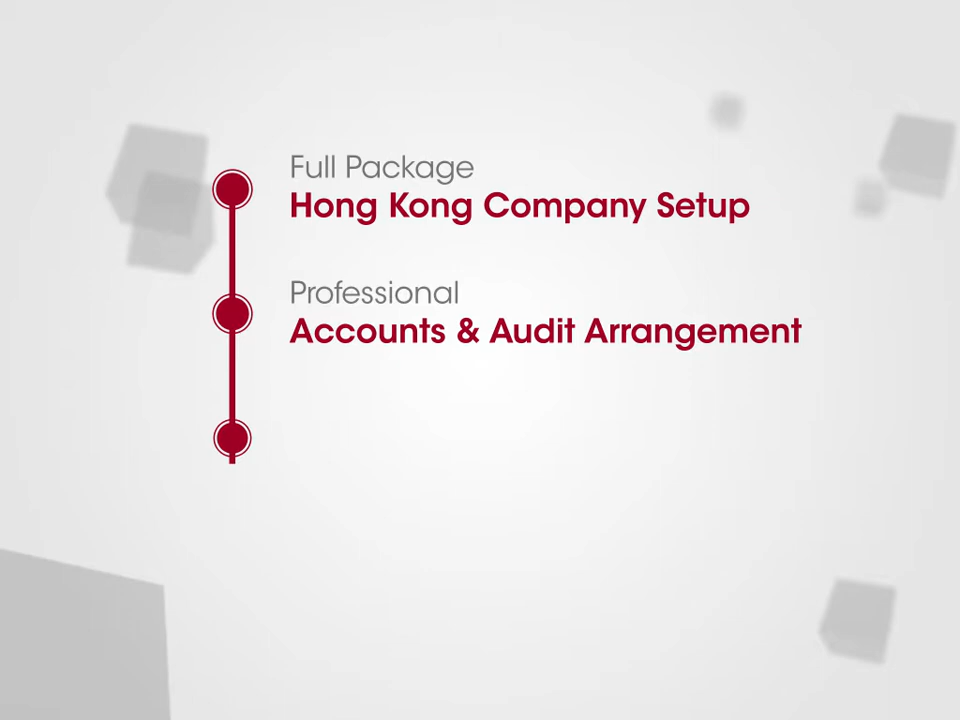 Full Package
Hong Kong Company Setup
Professional
Accounts & Audit Arrangement